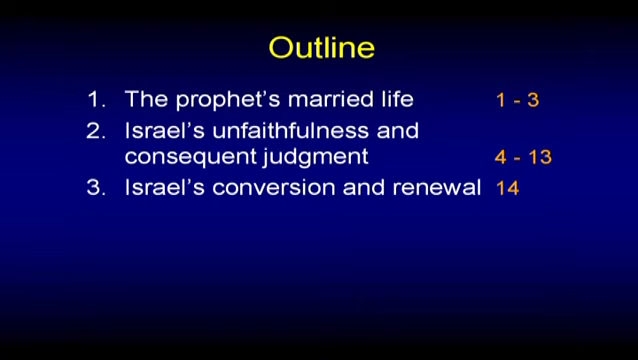 Outline
1. The prophet's married life 1 - 3
2. Israel's unfaithfulness and
consequent judgment 4 - 13
3. Israel's conversion and renewal 14